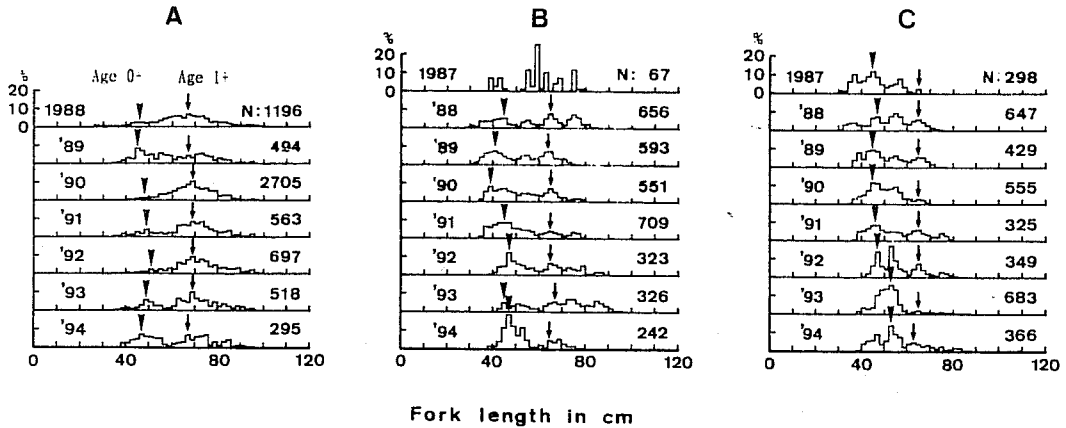 A B C
% % %
Age 0+ Age 1+
20 20 20
10 10 10
0 0 0
1988 N:1196
'89 494
'90 2705
'91 563
'92 697
'93 518
'94 295
0 40 80 120
1987 N: 67
'88 656
'89 593
'90 551
'91 709
'92 323
'93 326
'94 242
0 40 80 120
1987 N:298
'88 647
'89 429
'90 555
'91 325
'92 349
'93 683
'94 366
0 40 80 120
Fork length in cm